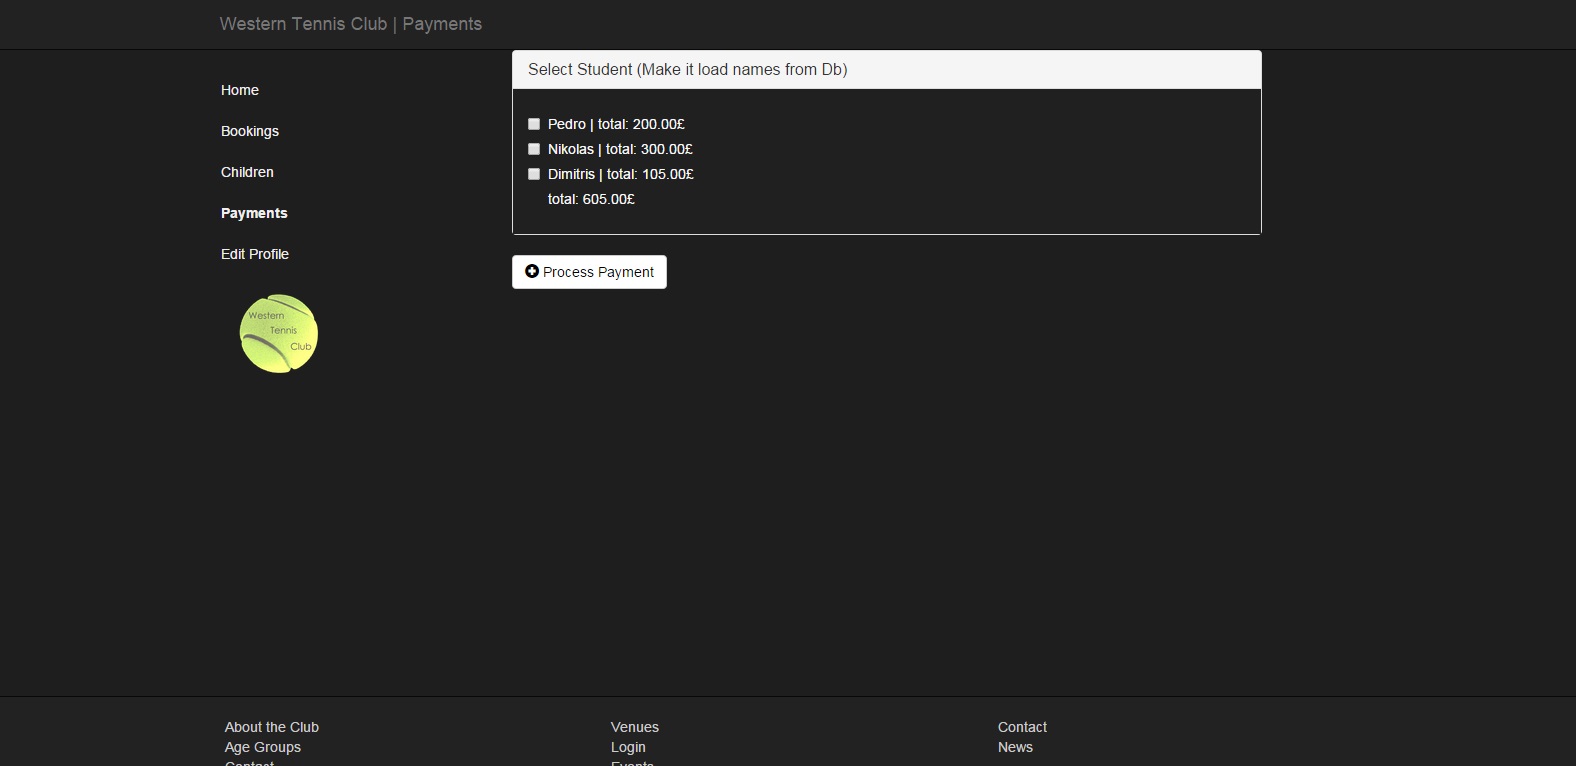 Western Tennis Club | Payments
Home
Bookings
Children
Payments
Edit Profile
Western
Tennis
Club
Select Student (Make it load names from Db)
Pedro | total: 200.00£
Nikolas | total: 300.00£
Dimitris | total: 105.00£
total: 605.00£
Process Payment
About the Club
Age Groups
Contact
Venues
Login
Events
Contact
News